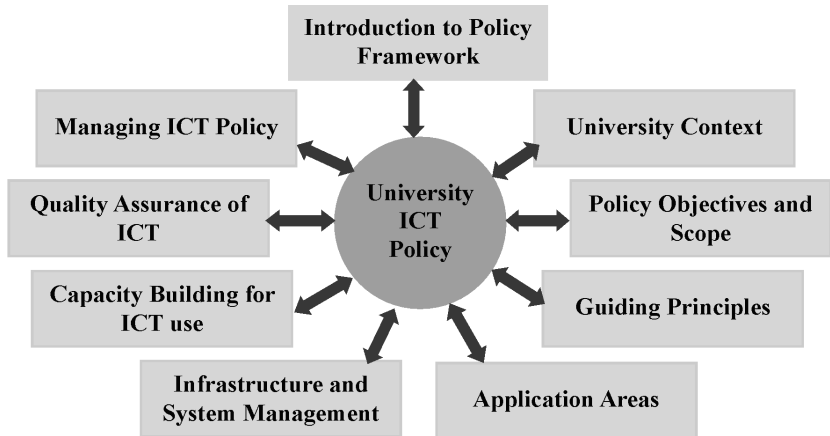 Introduction to Policy
Framework
Managing ICT Policy
University Context
University
ICT
Policy
Quality Assurance of
ICT
Policy Objectives and
Scope
Capacity Building for
ICT use
Guiding Principles
Infrastructure and
System Management
Application Areas